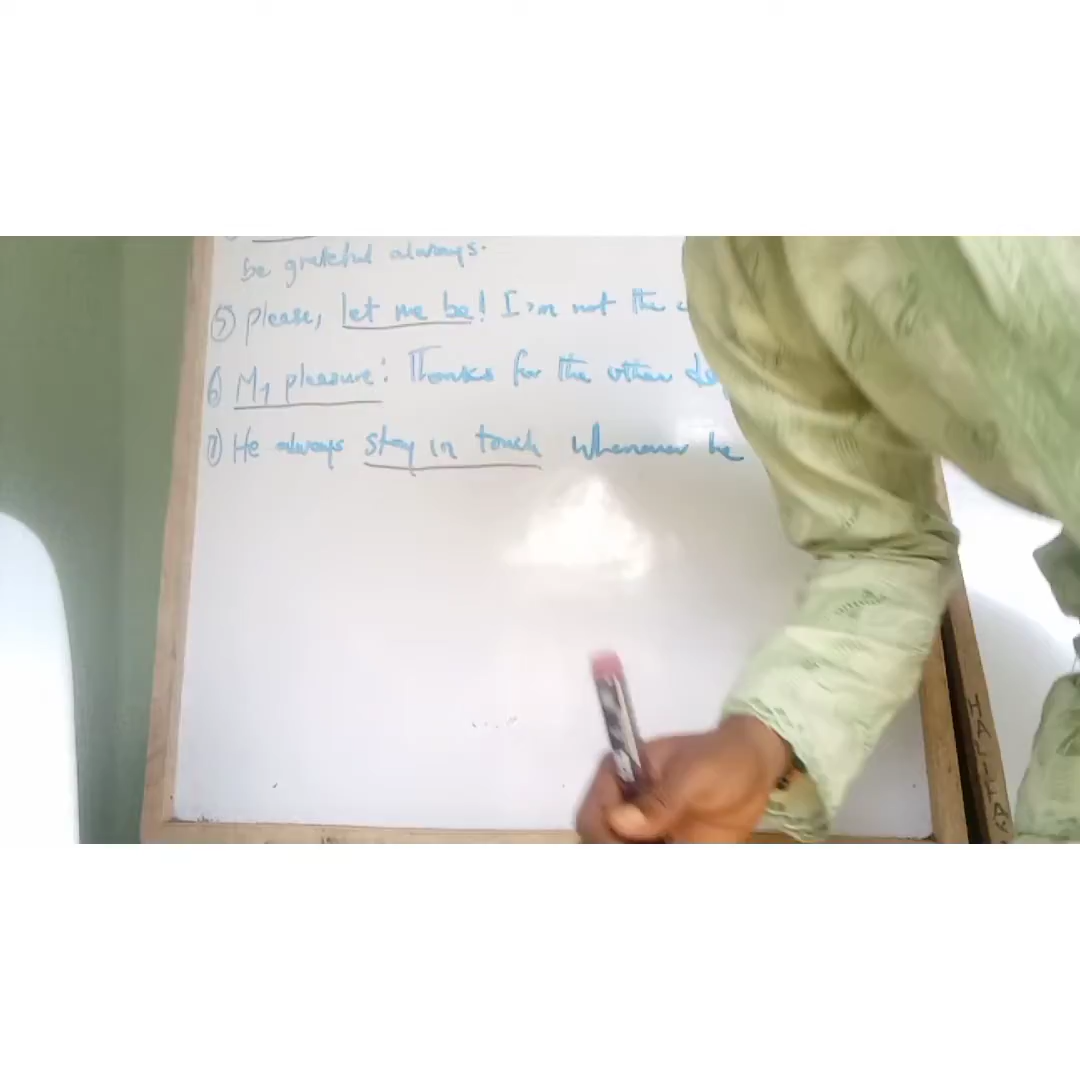 be grateful always.
⑤ please, let me be! I'm not the
⑥ My pleasure! Thanks for the other
⑦ He always stay in touch whenever he